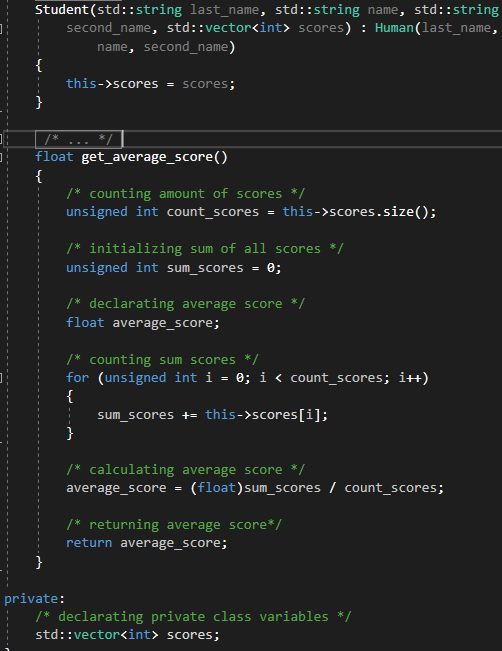 Student(std::string last_name, std::string name, std::string
second_name, std::vector<int> scores) : Human(last_name,
name, second_name)
{
this->scores = scores;
}
/* ... */
float get_average_score()
{
/* counting amount of scores */
unsigned int count_scores = this->scores.size();
/* initializing sum of all scores */
unsigned int sum_scores = 0;
/* declarating average score */
float average_score;
/* counting sum scores */
for (unsigned int i = 0; i < count_scores; i++)
{
sum_scores += this->scores[i];
}
/* calculating average score */
average_score = (float)sum_scores / count_scores;
/* returning average score*/
return average_score;
}
private:
/* declarating private class variables */
std::vector<int> scores;